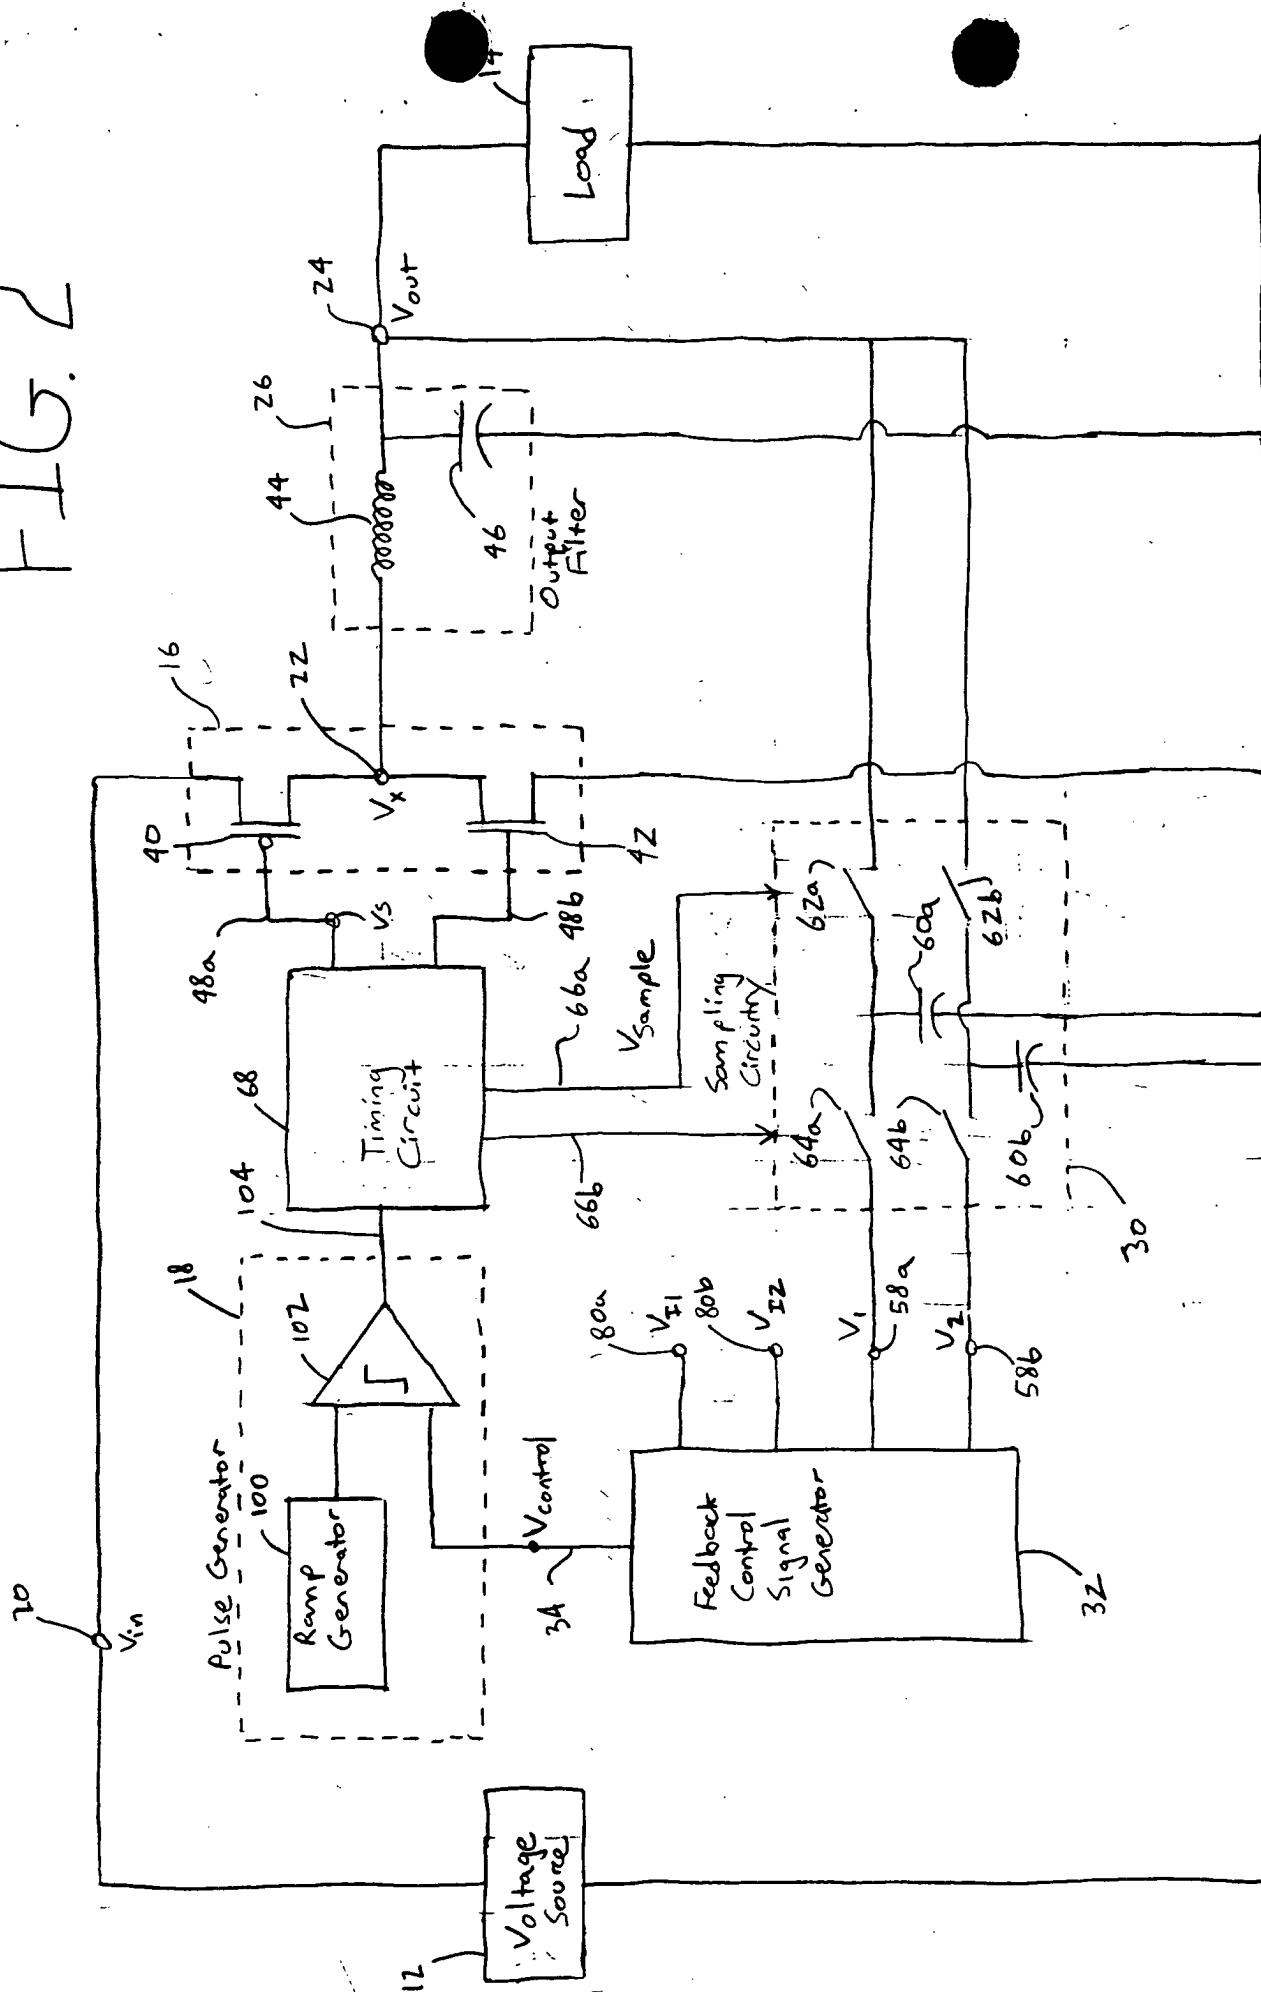 FIG. 2
20
Vin
16
26
24
Vout
14
Load
44
46
Output
Filter
22
Vx
40
42
48a
Vs
48b
68
Timing
Circuit
104
18
Pulse Generator
102
100
Ramp
Generator
66a
66b
Vsample
Sampling
Circuitry
62a
60a
62b
64a
64b
60b
30
80a
VI1
80b
VI2
V1
58a
V2
58b
Vcontrol
34
Feedback
Control
Signal
Generator
32
12
Voltage
Source